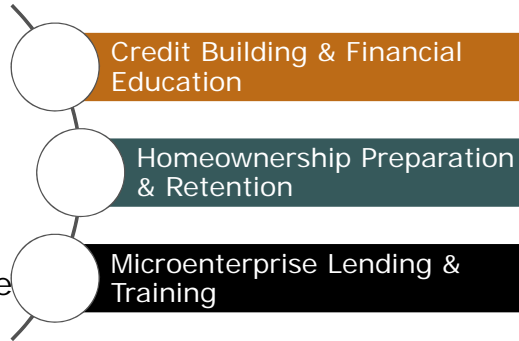 Credit Building & Financial
Education
Homeownership Preparation
& Retention
Microenterprise Lending &
Training
e